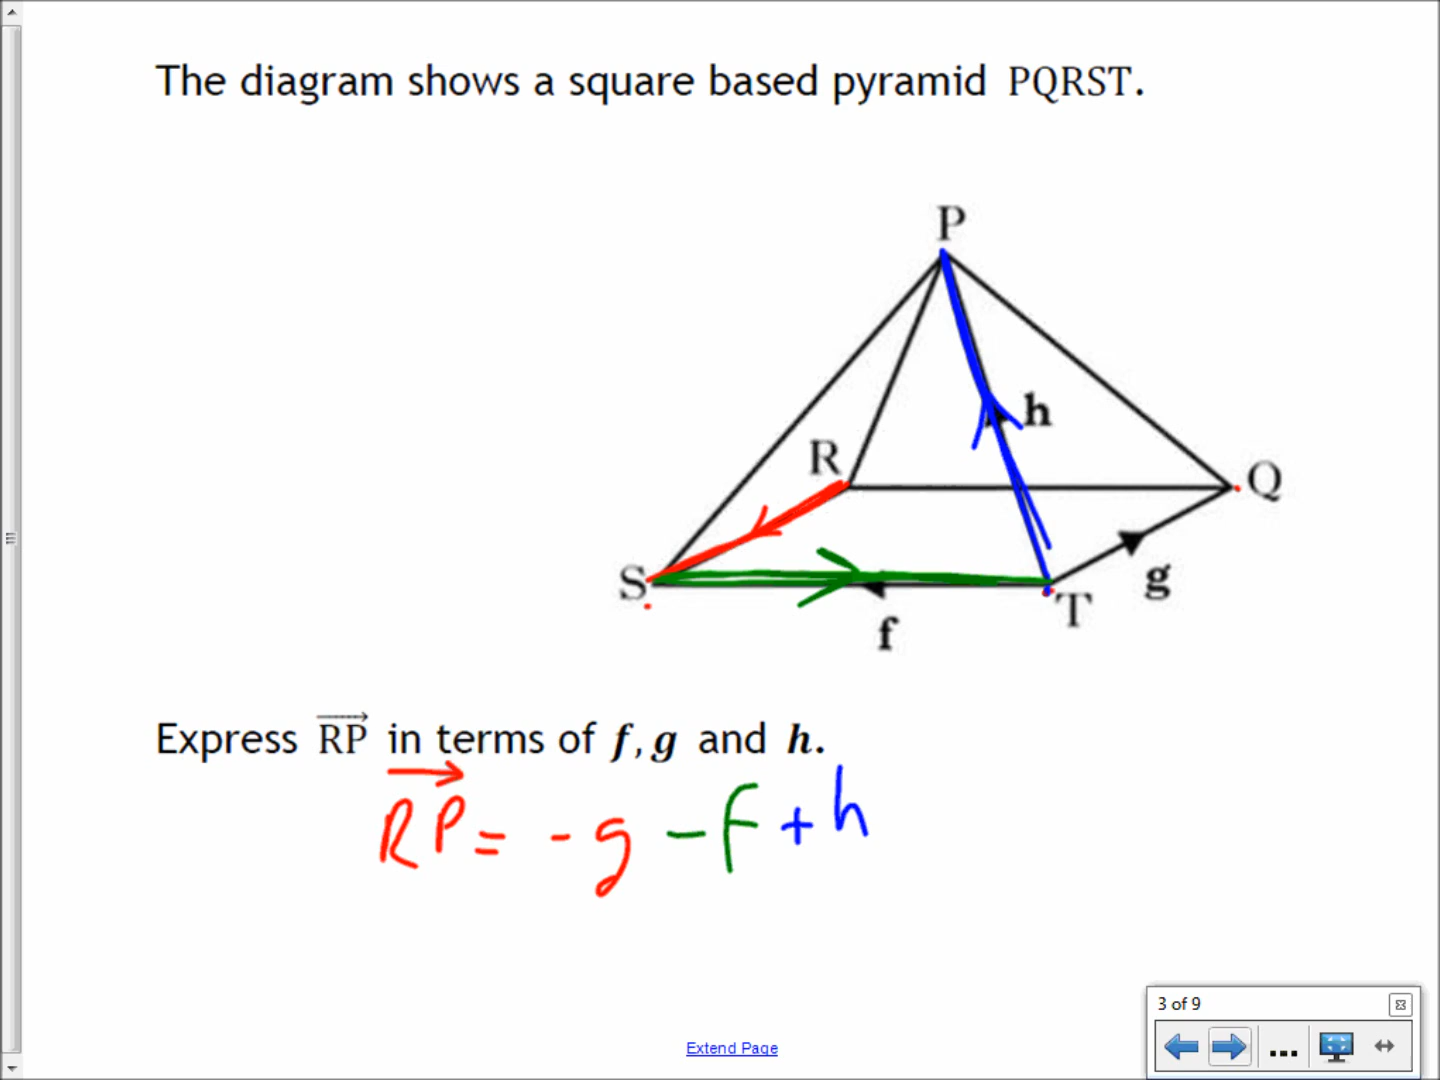 The diagram shows a square based pyramid PQRST.
P
h
R
Q
S
T
g
f
Express RP in terms of f, g and h.
RP = - g - f + h
3 of 9
...
Extend Page